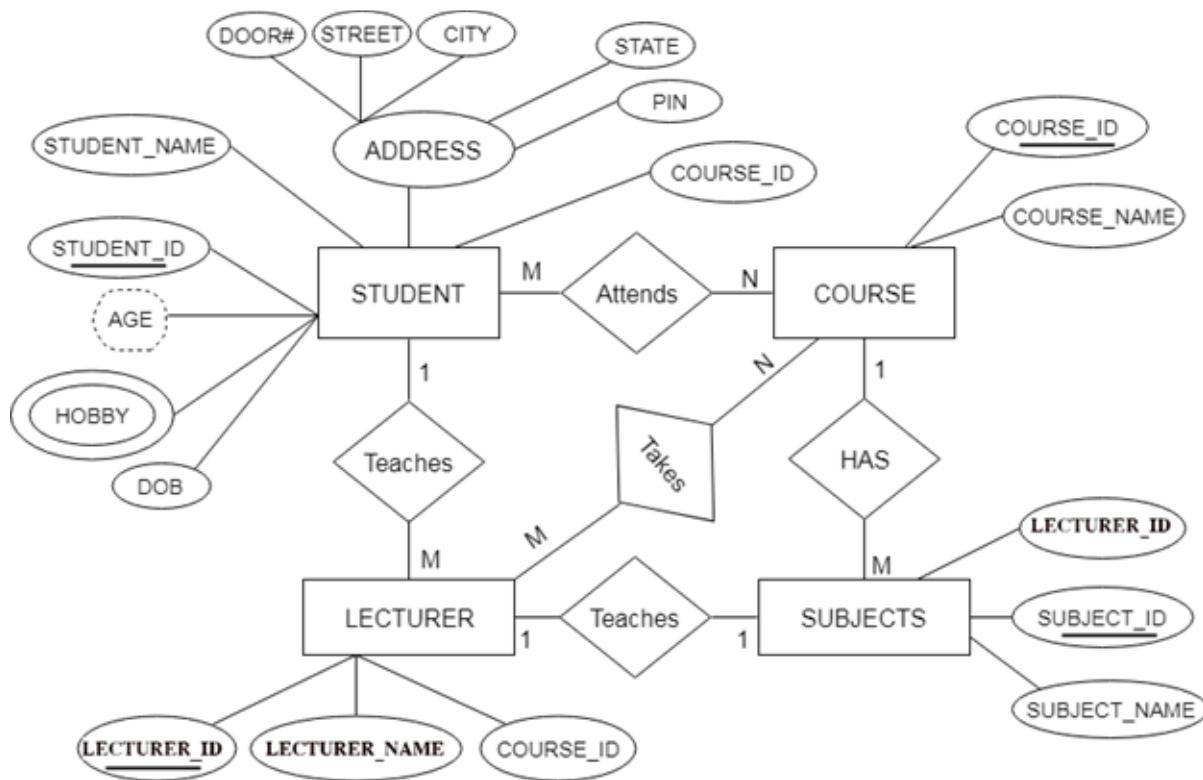 DOOR#
STREET
CITY
STATE
PIN
ADDRESS
STUDENT_NAME
COURSE_ID
COURSE_ID
COURSE_NAME
STUDENT_ID
AGE
HOBBY
DOB
STUDENT
M
Attends
N
COURSE
1
Teaches
M
N
Takes
M
1
HAS
M
LECTURER
1
Teaches
1
SUBJECTS
LECTURER_ID
SUBJECT_ID
SUBJECT_NAME
LECTURER_ID
LECTURER_NAME
COURSE_ID